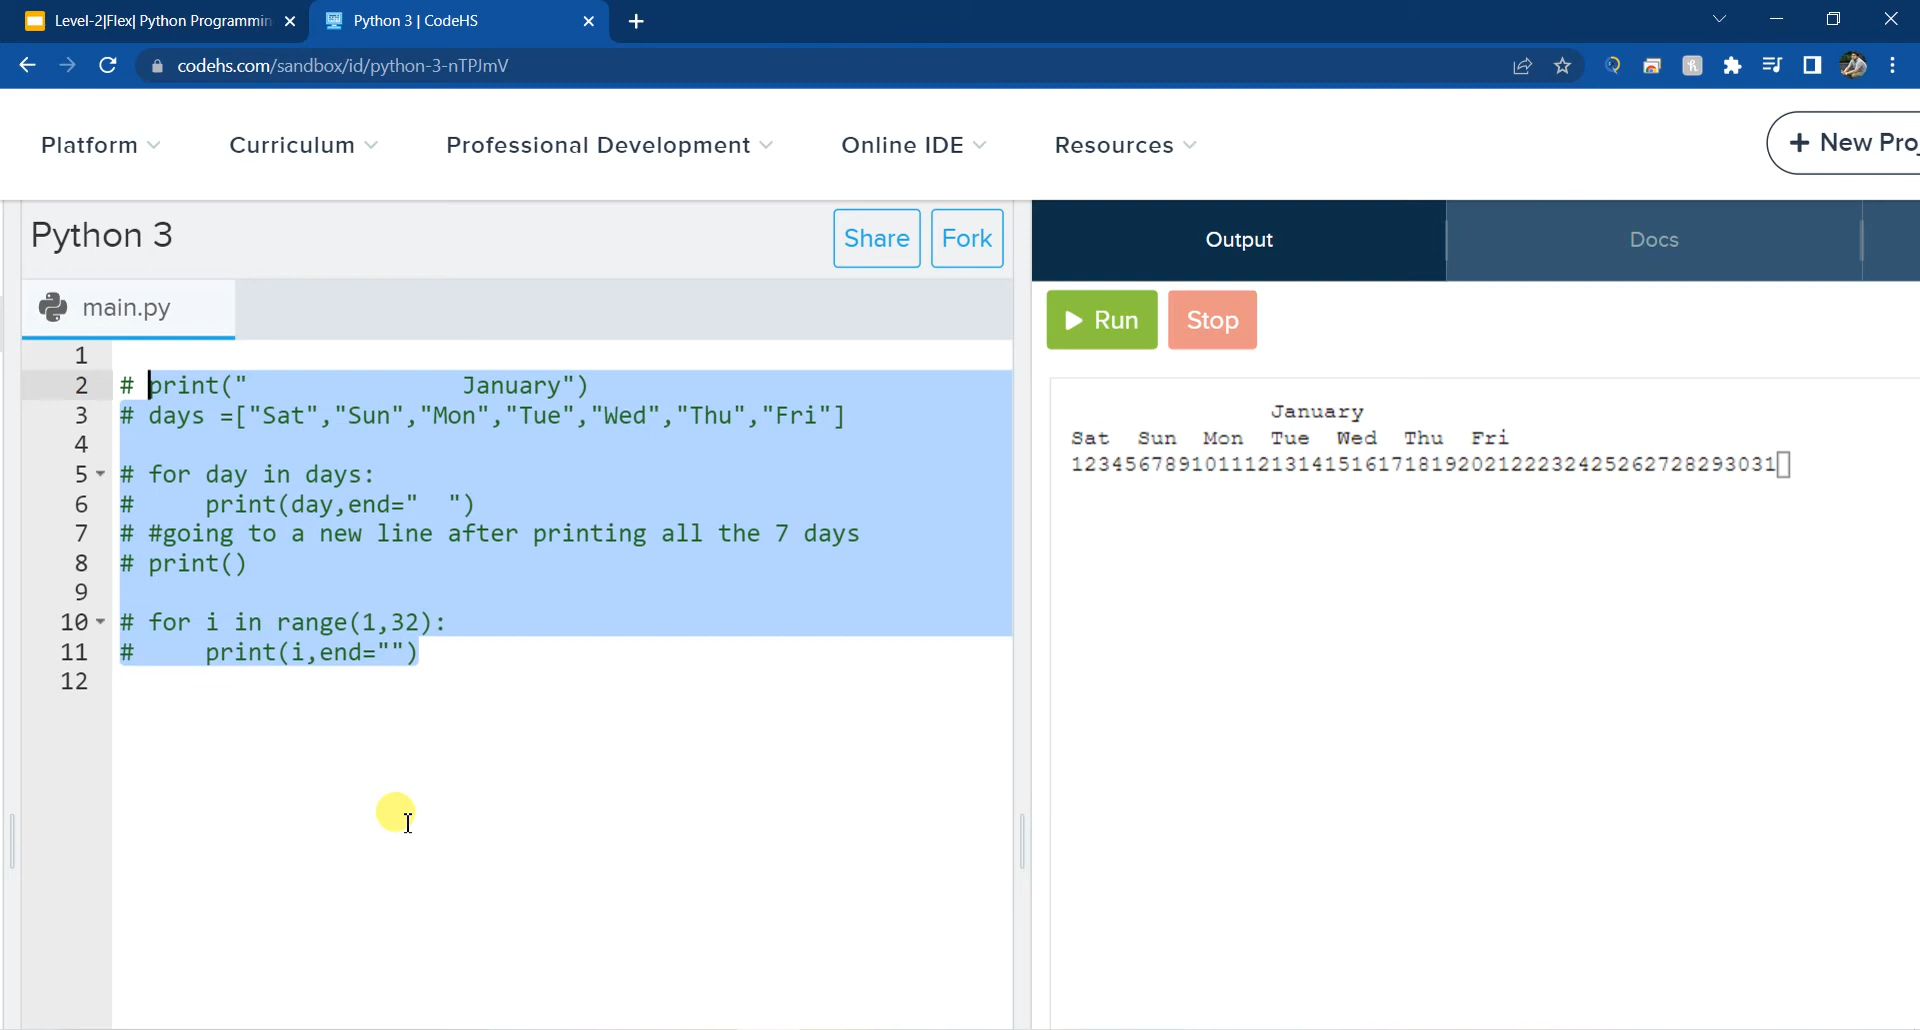 Level-2|Flex| Python Programmin
Python 3 | CodeHS
codehs.com/sandbox/id/python-3-nTPJmV
Platform Curriculum Professional Development Online IDE Resources + New Proj
Python 3 Share Fork Output Docs
main.py Run Stop
1
2 # print("               January")
3 # days =["Sat","Sun","Mon","Tue","Wed","Thu","Fri"]
4
5 # for day in days:
6 #     print(day,end="  ")
7 # #going to a new line after printing all the 7 days
8 # print()
9
10 # for i in range(1,32):
11 #     print(i,end="")
12
January
Sat  Sun  Mon  Tue  Wed  Thu  Fri
12345678910111213141516171819202122232425262728293031